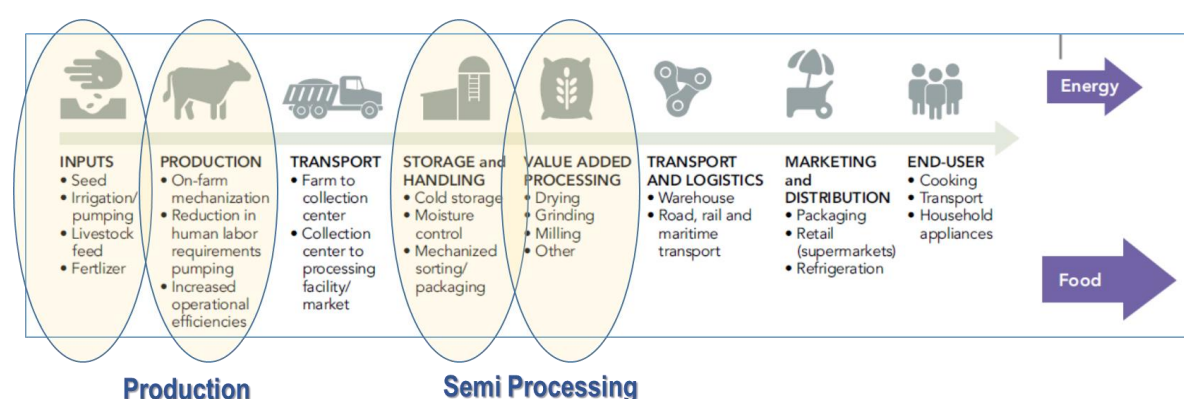 INPUTS
• Seed
• Irrigation/
pumping
• Livestock
feed
• Fertlizer
PRODUCTION
• On-farm
mechanization
• Reduction in
human labor
requirements
pumping
• Increased
operational
efficiencies
TRANSPORT
• Farm to
collection
center
• Collection
center to
processing
facility/
market
STORAGE and
HANDLING
• Cold storage
• Moisture
control
• Mechanized
sorting/
packaging
VALUE ADDED
PROCESSING
• Drying
• Grinding
• Milling
• Other
TRANSPORT
AND LOGISTICS
• Warehouse
• Road, rail and
maritime
transport
MARKETING
and
DISTRIBUTION
• Packaging
• Retail
(supermarkets)
• Refrigeration
END-USER
• Cooking
• Transport
• Household
appliances
Energy
Food
Production
Semi Processing